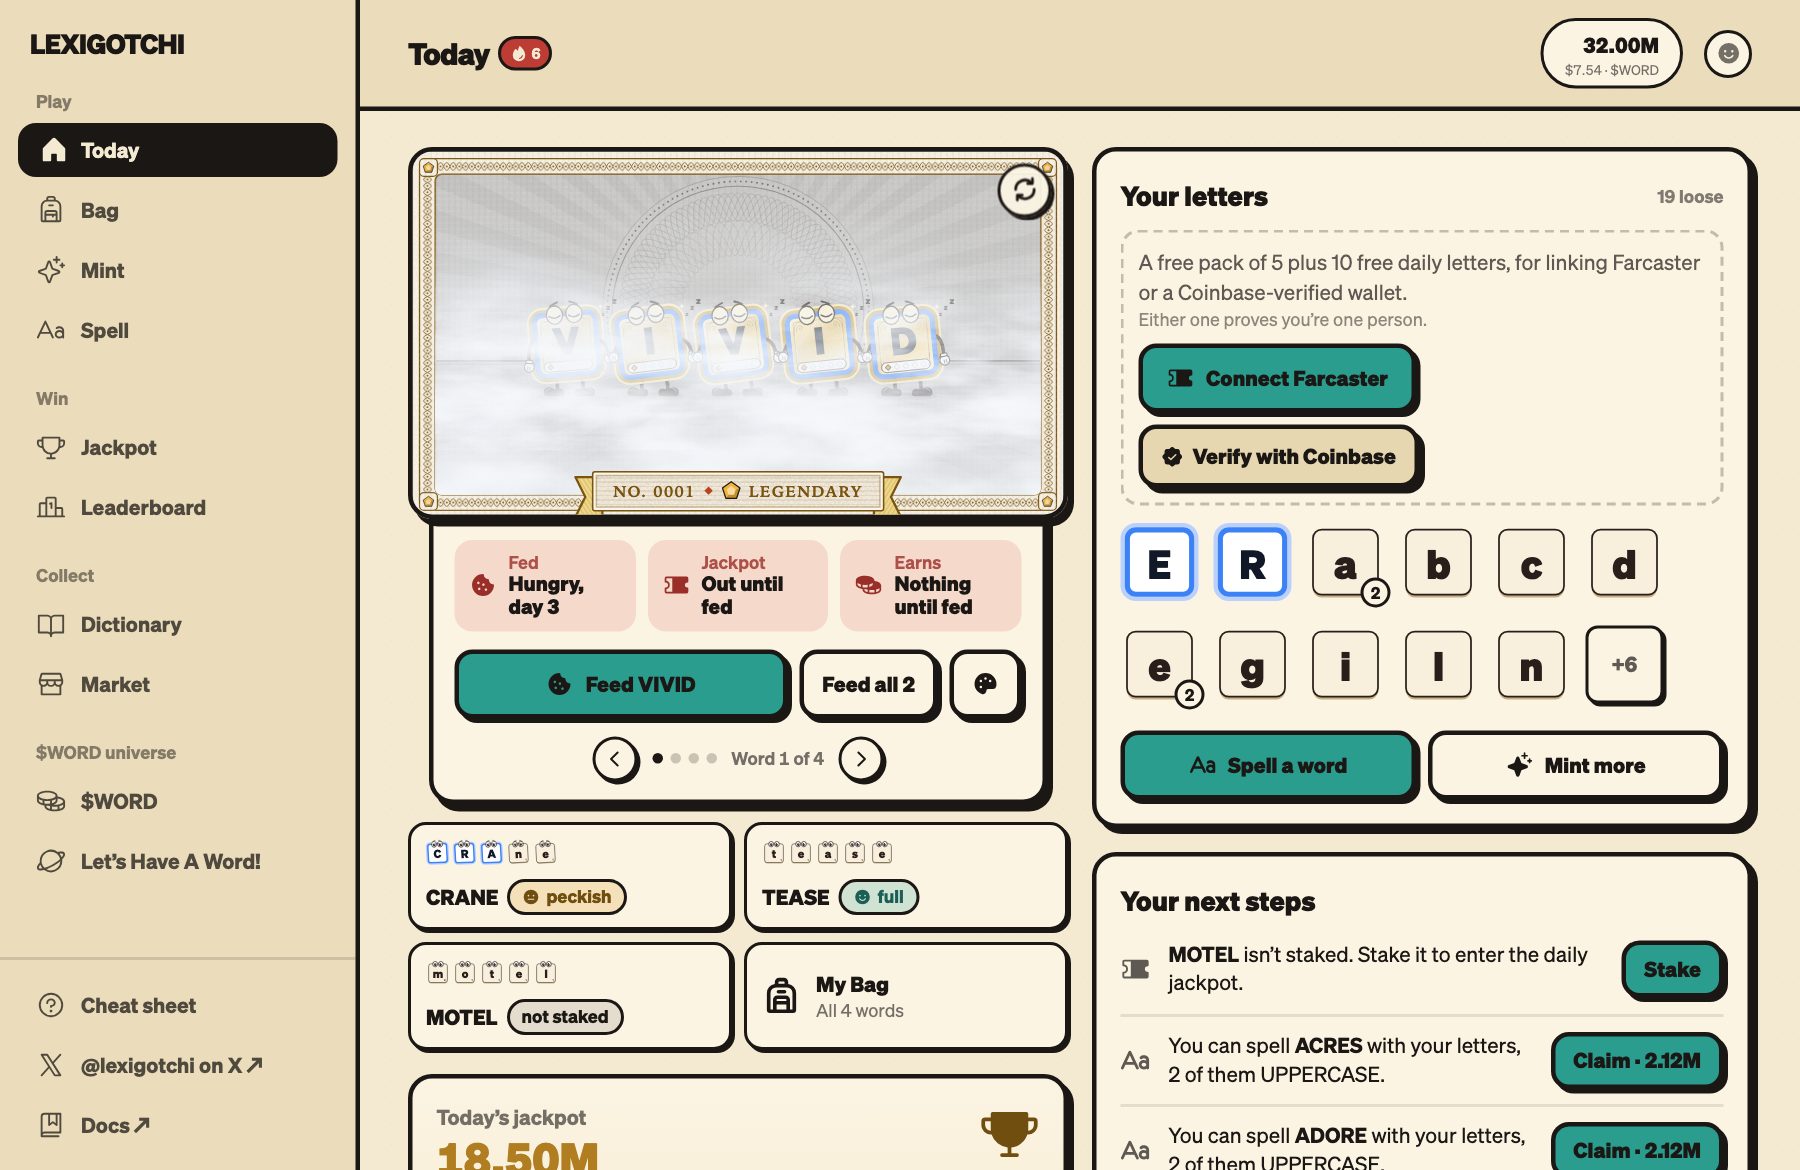 LEXIGOTCHI
Play
Today
Bag
Mint
Aa Spell
Win
Jackpot
Leaderboard
Collect
Dictionary
Market
$WORD universe
$WORD
Let's Have A Word!
Cheat sheet
@lexigotchi on X
Docs
Today 6
32.00M
$7.54 · $WORD
V I V I D
NO. 0001 LEGENDARY
Fed
Hungry,
day 3
Jackpot
Out until
fed
Earns
Nothing
until fed
Feed VIVID
Feed all 2
Word 1 of 4
C R A n e
CRANE peckish
t e a s e
TEASE full
m o t e l
MOTEL not staked
My Bag
All 4 words
Today's jackpot
18.50M
Your letters 19 loose
A free pack of 5 plus 10 free daily letters, for linking Farcaster
or a Coinbase-verified wallet.
Either one proves you're one person.
Connect Farcaster
Verify with Coinbase
E R a 2 b c d
e 2 g i l n +6
Aa Spell a word
Mint more
Your next steps
MOTEL isn't staked. Stake it to enter the daily
jackpot.
Stake
Aa You can spell ACRES with your letters,
2 of them UPPERCASE.
Claim · 2.12M
Aa You can spell ADORE with your letters,
2 of them UPPERCASE.
Claim · 2.12M